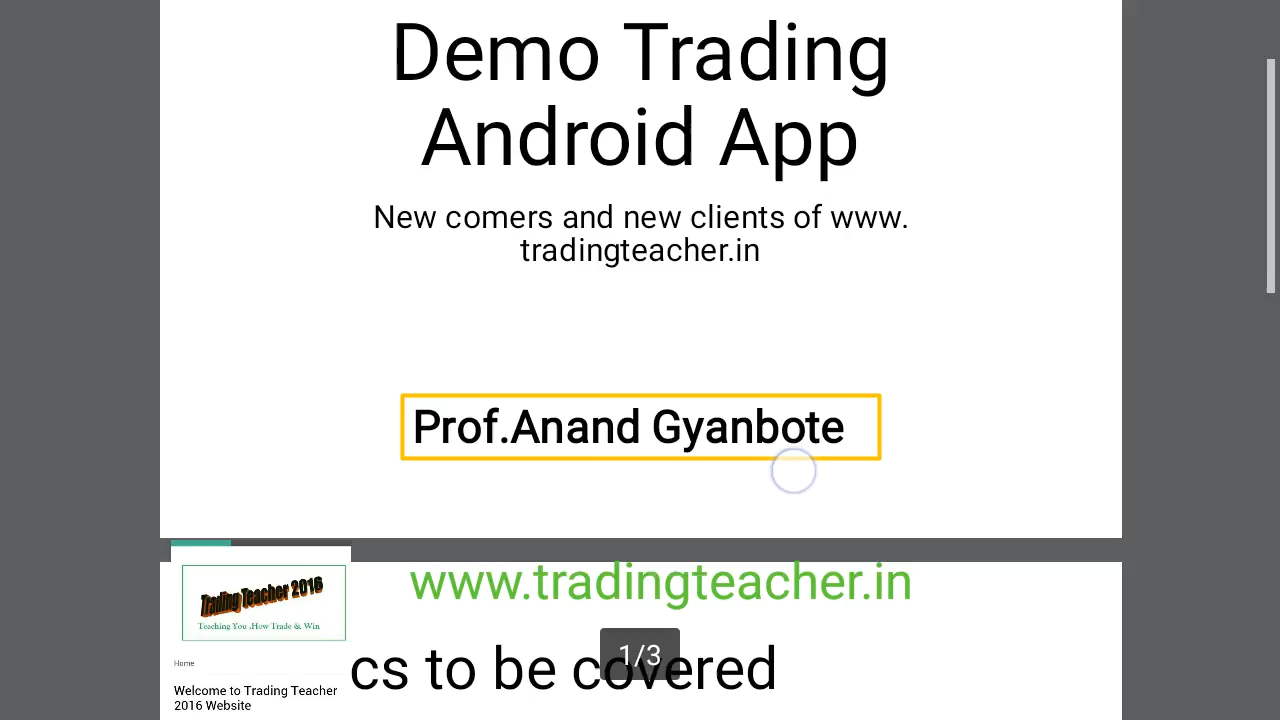 Demo Trading
Android App
New comers and new clients of www.
tradingteacher.in
Prof.Anand Gyanbote
www.tradingteacher.in
Trading Teacher 2016
Teaching You ,How Trade & Win
cs to be covered
1/3
Home
Welcome to Trading Teacher
2016 Website